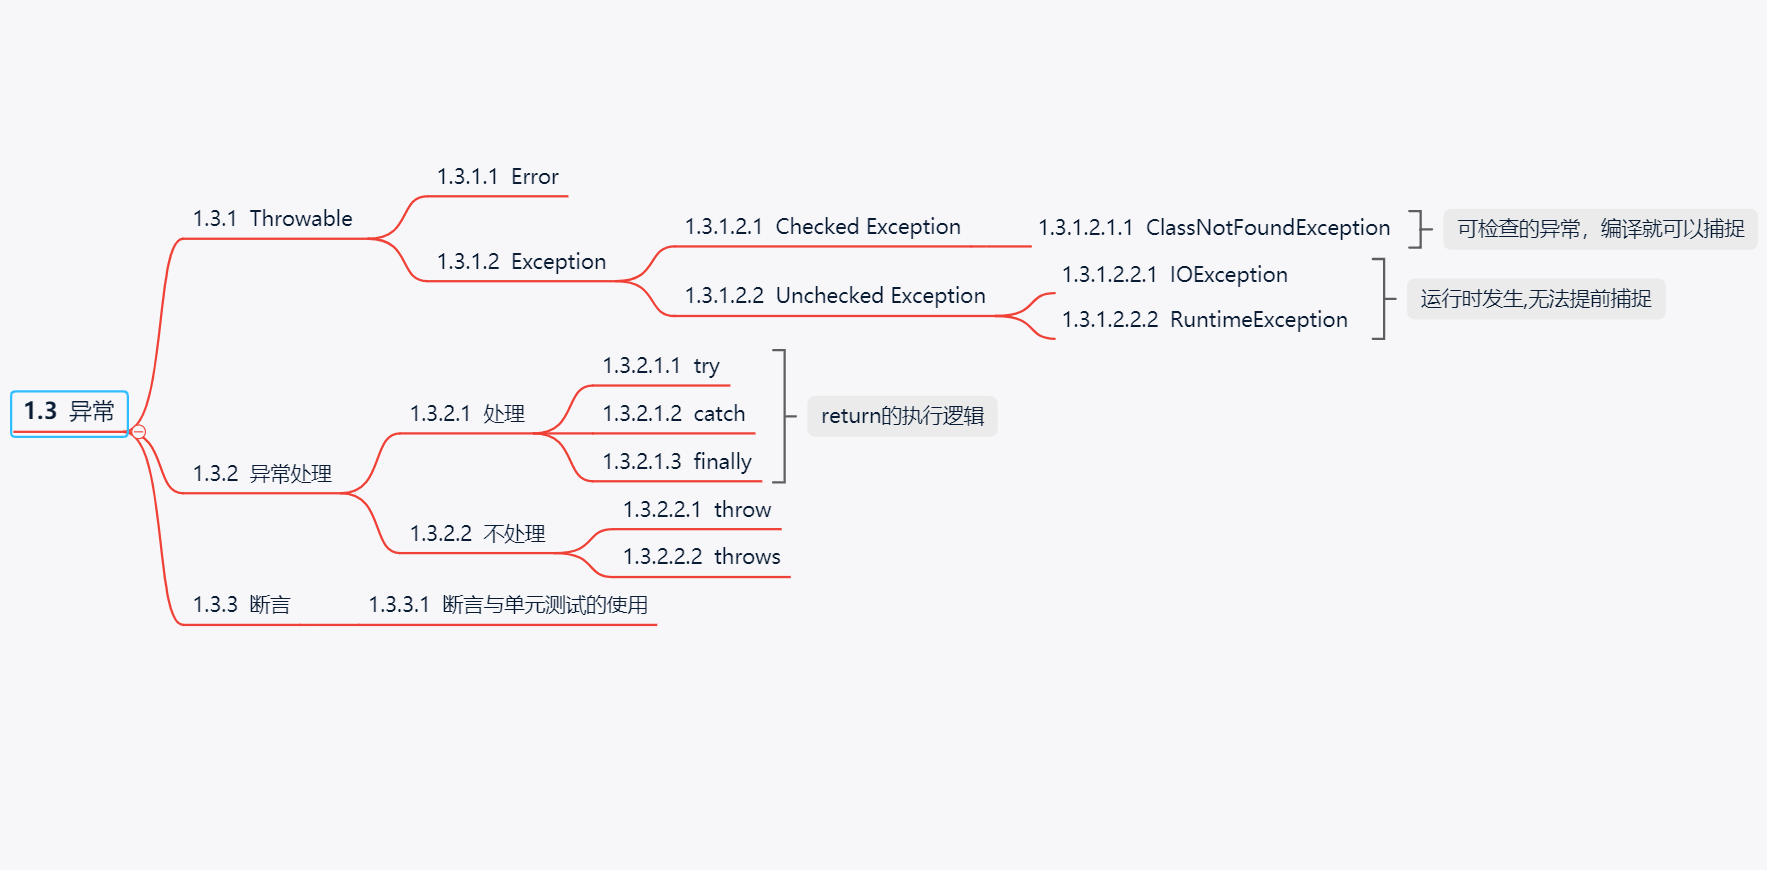 1.3 异常
1.3.1 Throwable
1.3.1.1 Error
1.3.1.2 Exception
1.3.1.2.1 Checked Exception
1.3.1.2.1.1 ClassNotFoundException
可检查的异常，编译就可以捕捉
1.3.1.2.2 Unchecked Exception
1.3.1.2.2.1 IOException
1.3.1.2.2.2 RuntimeException
运行时发生,无法提前捕捉
1.3.2 异常处理
1.3.2.1 处理
1.3.2.1.1 try
1.3.2.1.2 catch
1.3.2.1.3 finally
return的执行逻辑
1.3.2.2 不处理
1.3.2.2.1 throw
1.3.2.2.2 throws
1.3.3 断言
1.3.3.1 断言与单元测试的使用